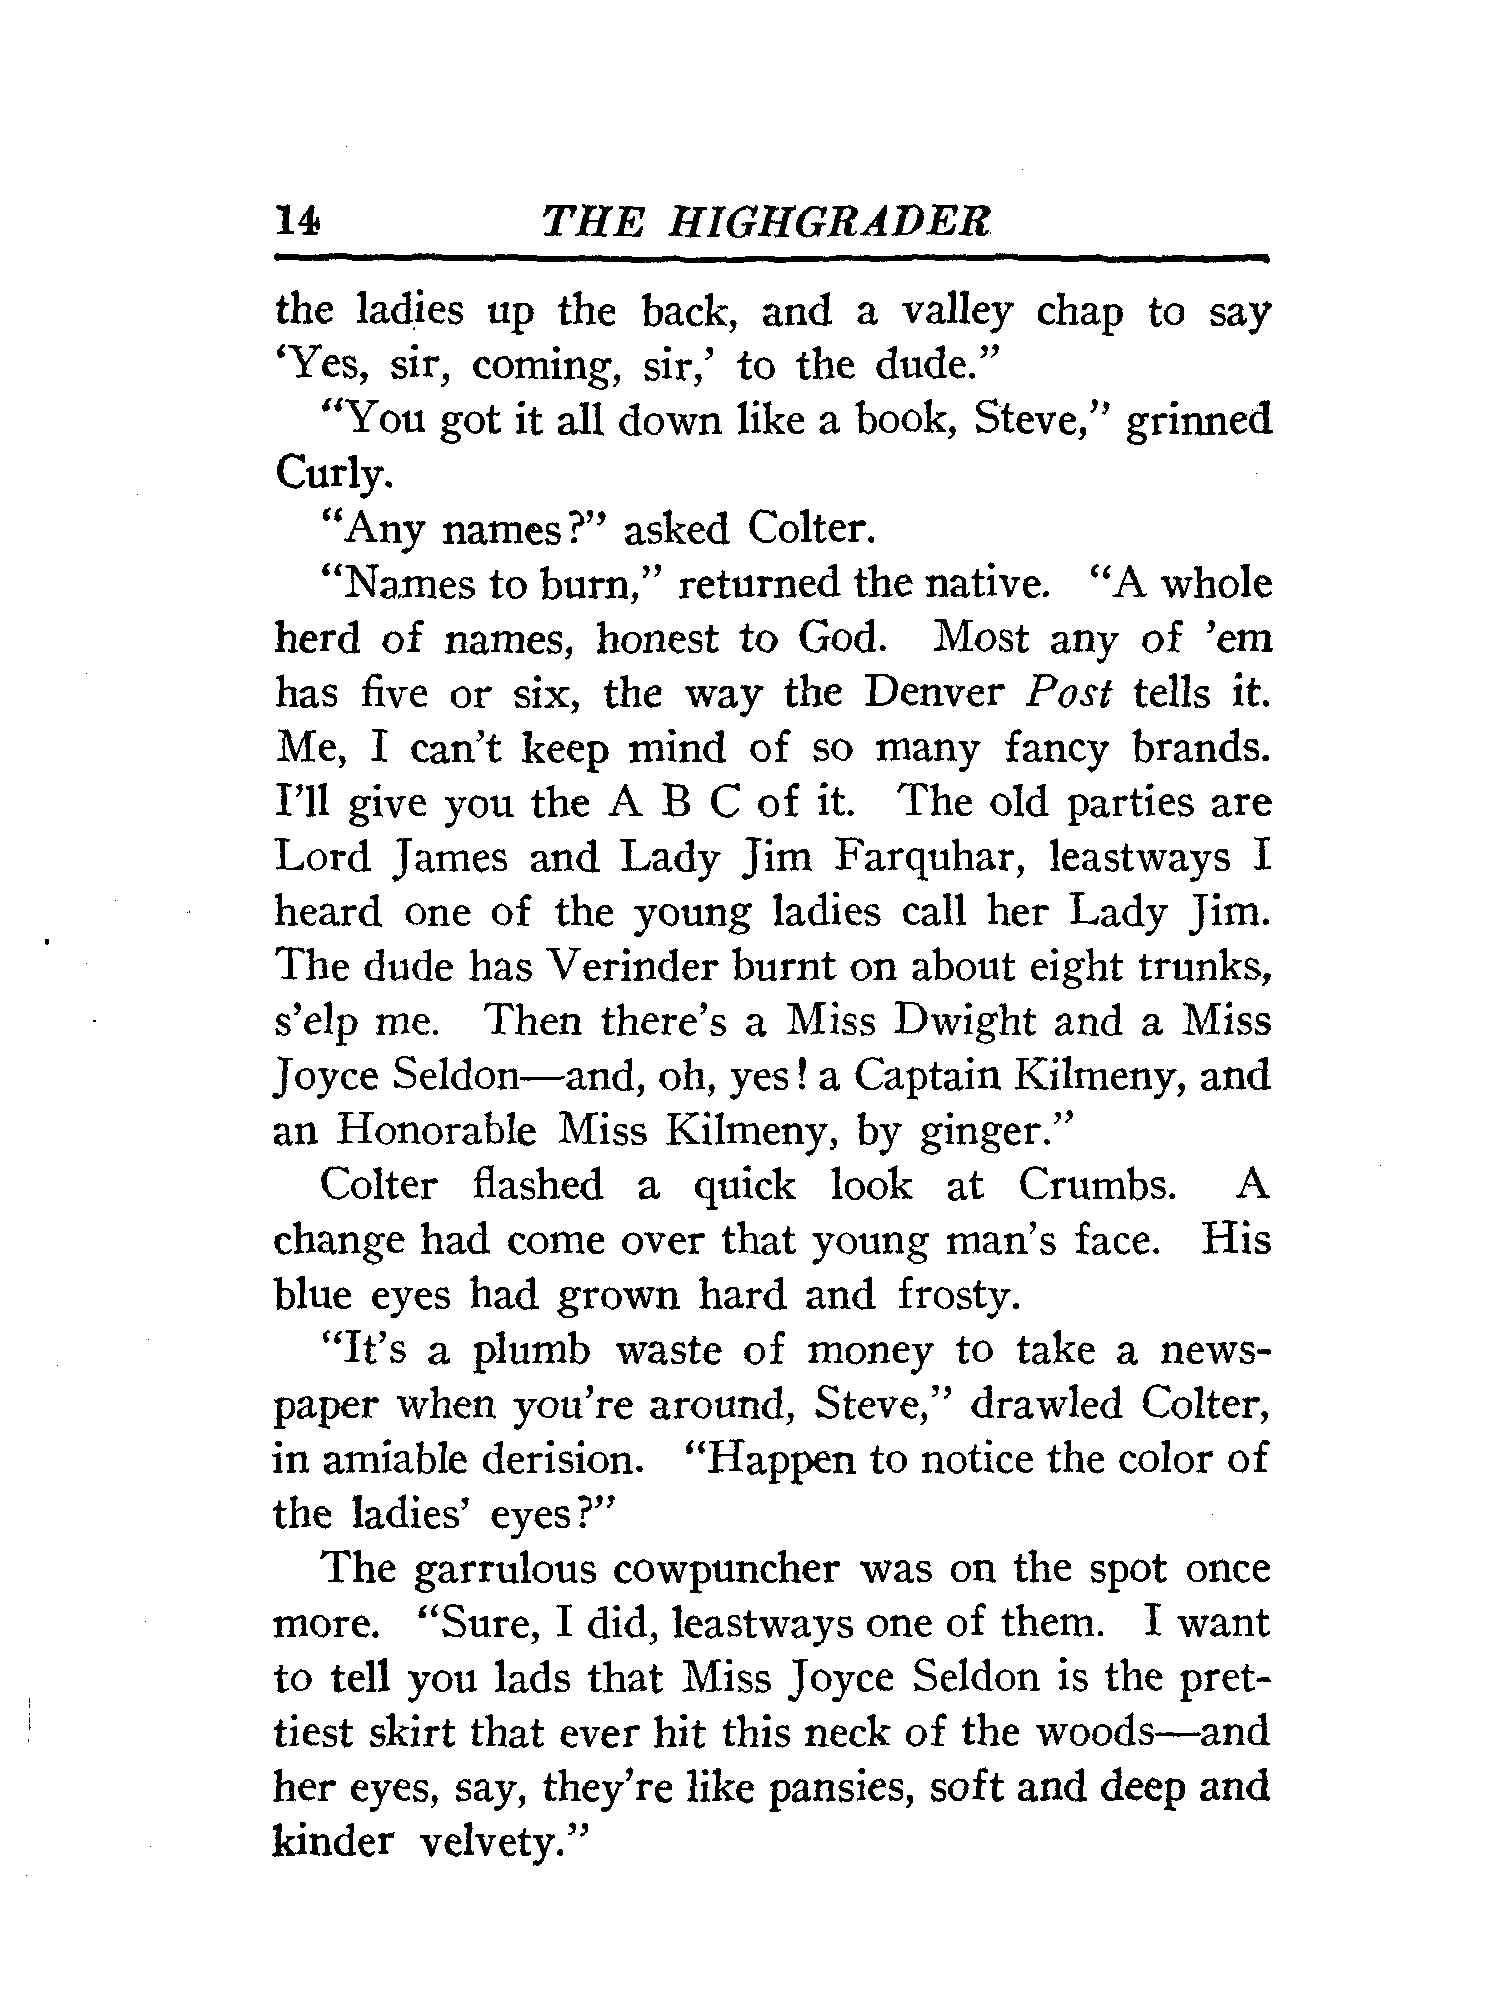 14 THE HIGHGRADER
the ladies up the back, and a valley chap to say
‘Yes, sir, coming, sir,’ to the dude.”
“You got it all down like a book, Steve,” grinned
Curly.
“Any names?” asked Colter.
“Names to burn,” returned the native. “A whole
herd of names, honest to God. Most any of ’em
has five or six, the way the Denver Post tells it.
Me, I can’t keep mind of so many fancy brands.
I’ll give you the A B C of it. The old parties are
Lord James and Lady Jim Farquhar, leastways I
heard one of the young ladies call her Lady Jim.
The dude has Verinder burnt on about eight trunks,
s’elp me. Then there’s a Miss Dwight and a Miss
Joyce Seldon—and, oh, yes! a Captain Kilmeny, and
an Honorable Miss Kilmeny, by ginger.”
Colter flashed a quick look at Crumbs. A
change had come over that young man’s face. His
blue eyes had grown hard and frosty.
“It’s a plumb waste of money to take a news-
paper when you’re around, Steve,” drawled Colter,
in amiable derision. “Happen to notice the color of
the ladies’ eyes?”
The garrulous cowpuncher was on the spot once
more. “Sure, I did, leastways one of them. I want
to tell you lads that Miss Joyce Seldon is the pret-
tiest skirt that ever hit this neck of the woods—and
her eyes, say, they’re like pansies, soft and deep and
kinder velvety.”